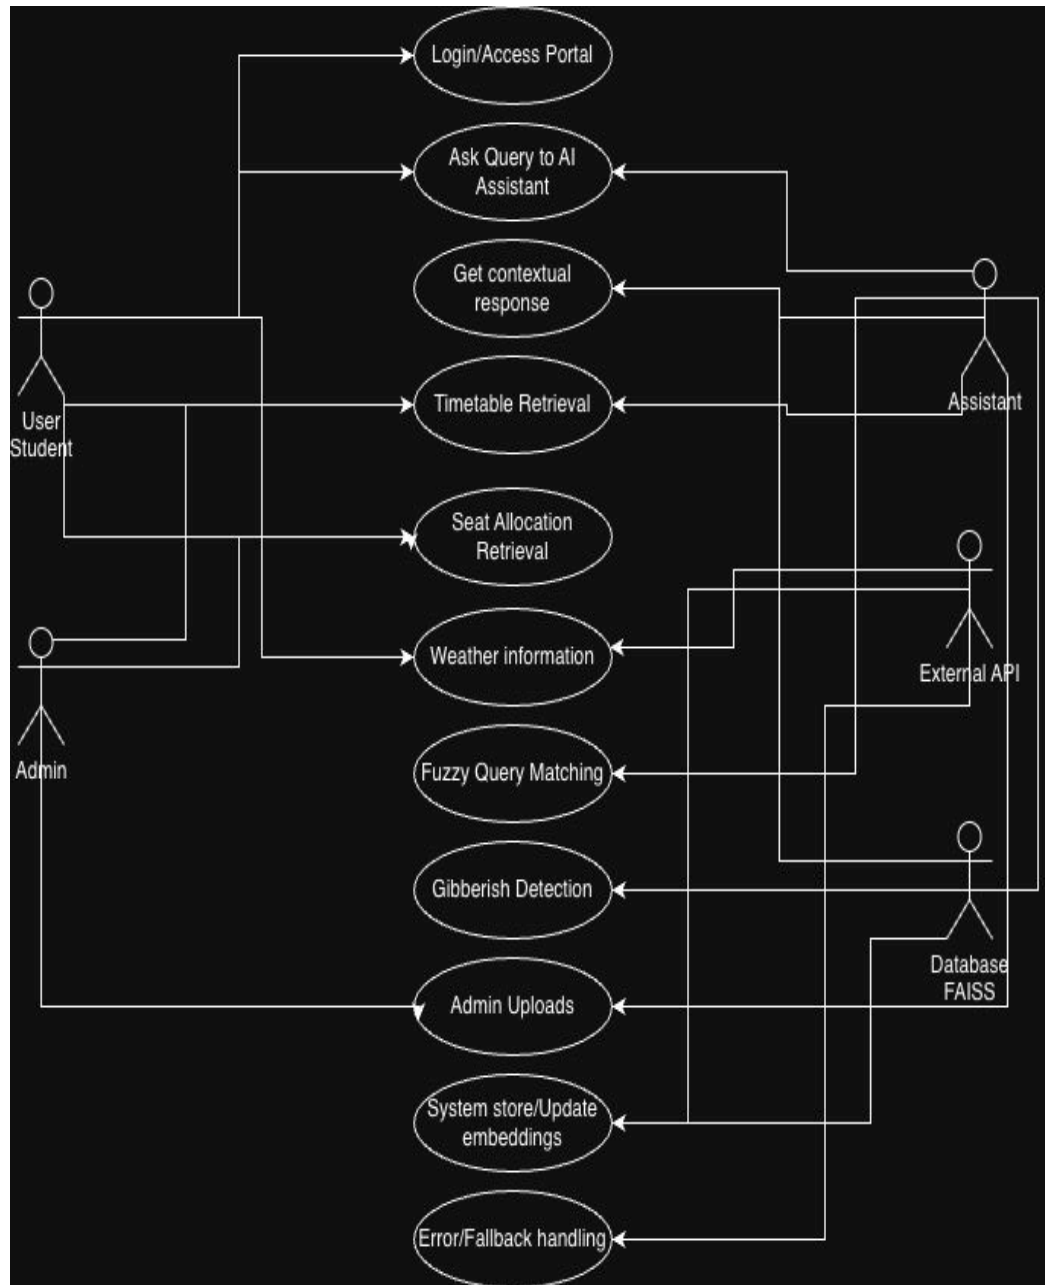 Login/Access Portal
Ask Query to AI
Assistant
Get contextual
response
Timetable Retrieval
Assistant
User
Student
Seat Allocation
Retrieval
Weather information
External API
Admin
Fuzzy Query Matching
Gibberish Detection
Database
FAISS
Admin Uploads
System store/Update
embeddings
Error/Fallback handling